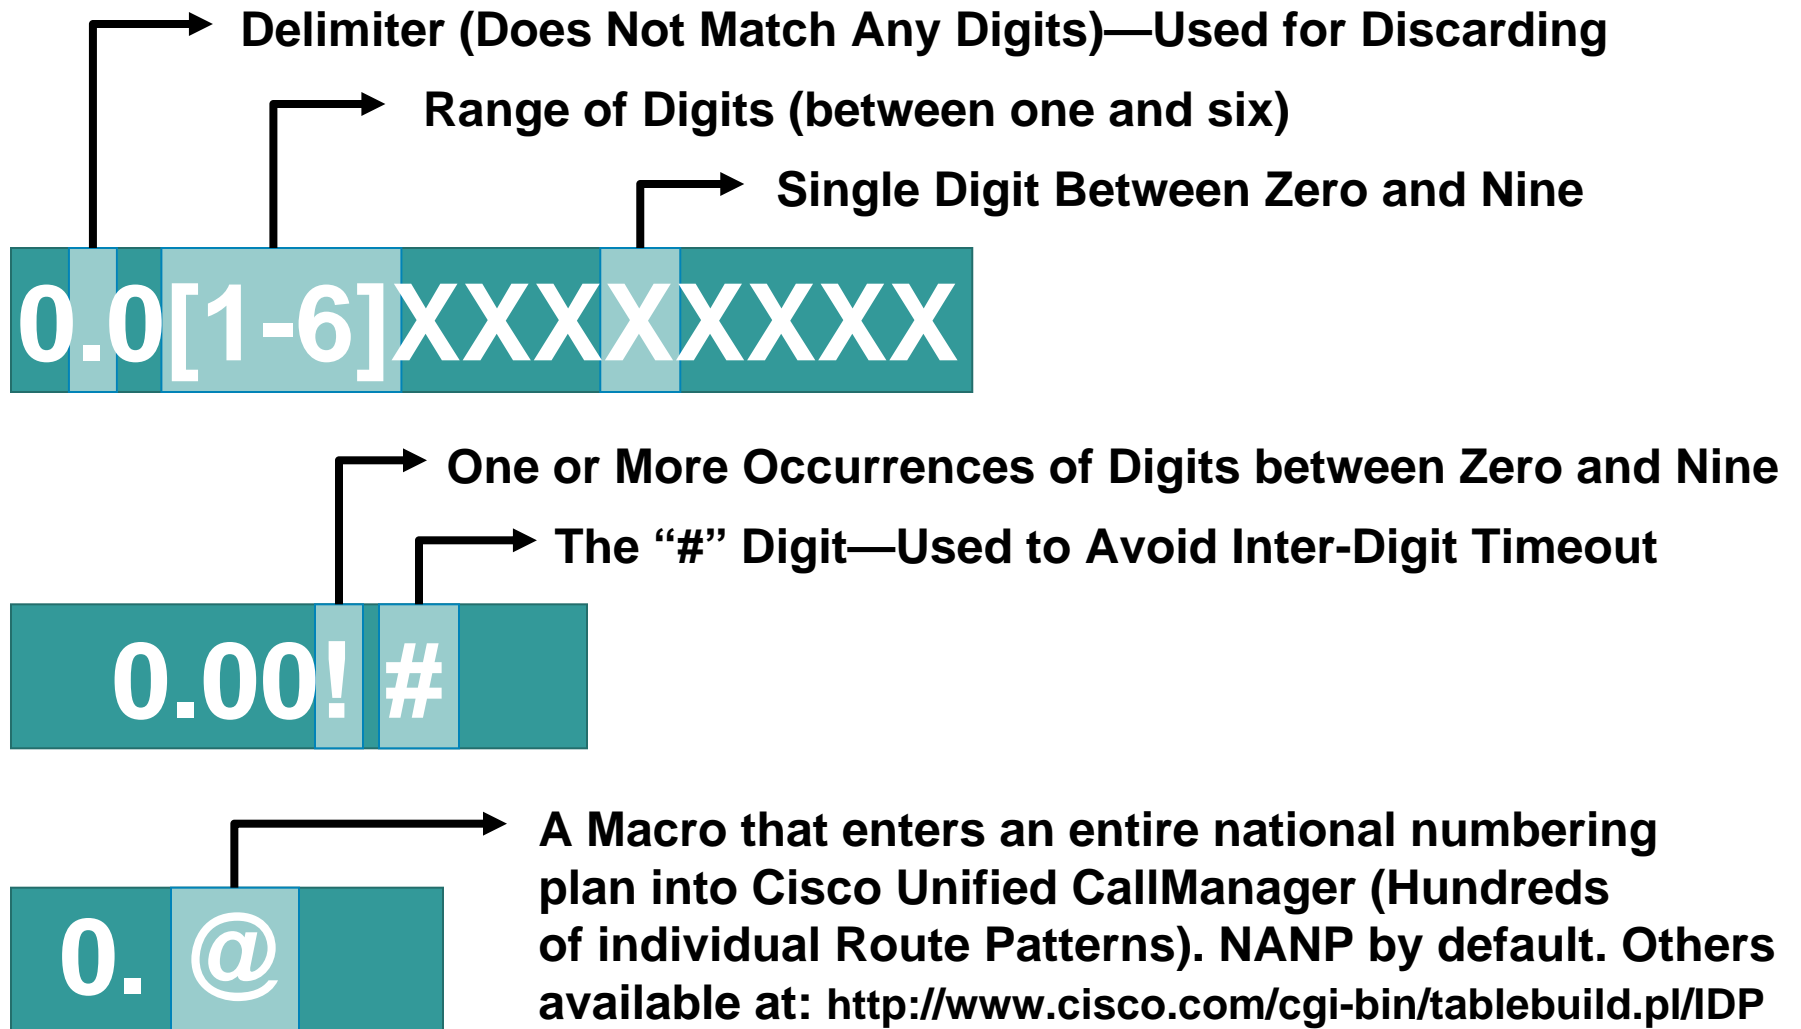 Delimiter (Does Not Match Any Digits)—Used for Discarding
Range of Digits (between one and six)
Single Digit Between Zero and Nine
0.0[1-6]XXXXXXXX
One or More Occurrences of Digits between Zero and Nine
The “#” Digit—Used to Avoid Inter-Digit Timeout
0.00! #
A Macro that enters an entire national numbering
plan into Cisco Unified CallManager (Hundreds
of individual Route Patterns). NANP by default. Others
available at: http://www.cisco.com/cgi-bin/tablebuild.pl/IDP
0. @